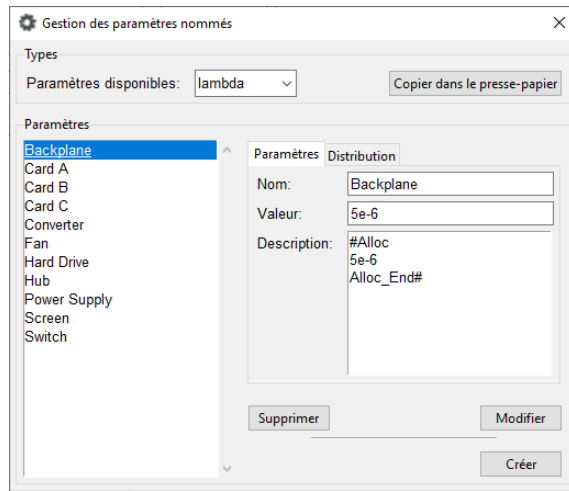 Gestion des paramètres nommés
Types
Paramètres disponibles:
lambda
Copier dans le presse-papier
Paramètres
Backplane
Card A
Card B
Card C
Converter
Fan
Hard Drive
Hub
Power Supply
Screen
Switch
Paramètres
Distribution
Nom:
Backplane
Valeur:
5e-6
Description:
#Alloc
5e-6
Alloc_End#
Supprimer
Modifier
Créer